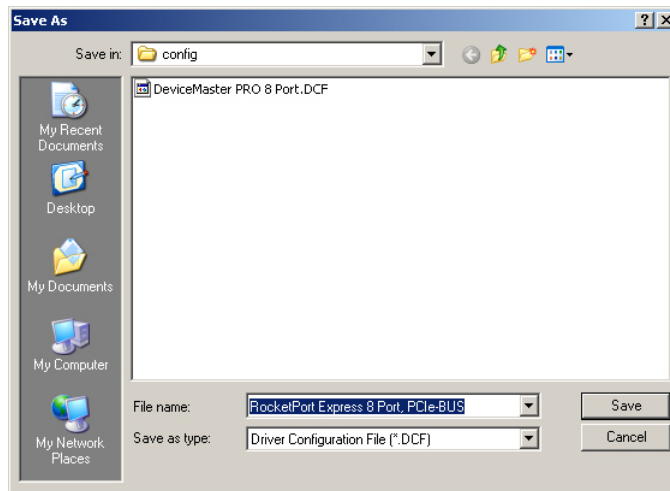 Save As
Save in:
config
DeviceMaster PRO 8 Port.DCF
My Recent
Documents
Desktop
My Documents
My Computer
My Network
Places
File name:
RocketPort Express 8 Port, PCIe-BUS
Save
Save as type:
Driver Configuration File (*.DCF)
Cancel